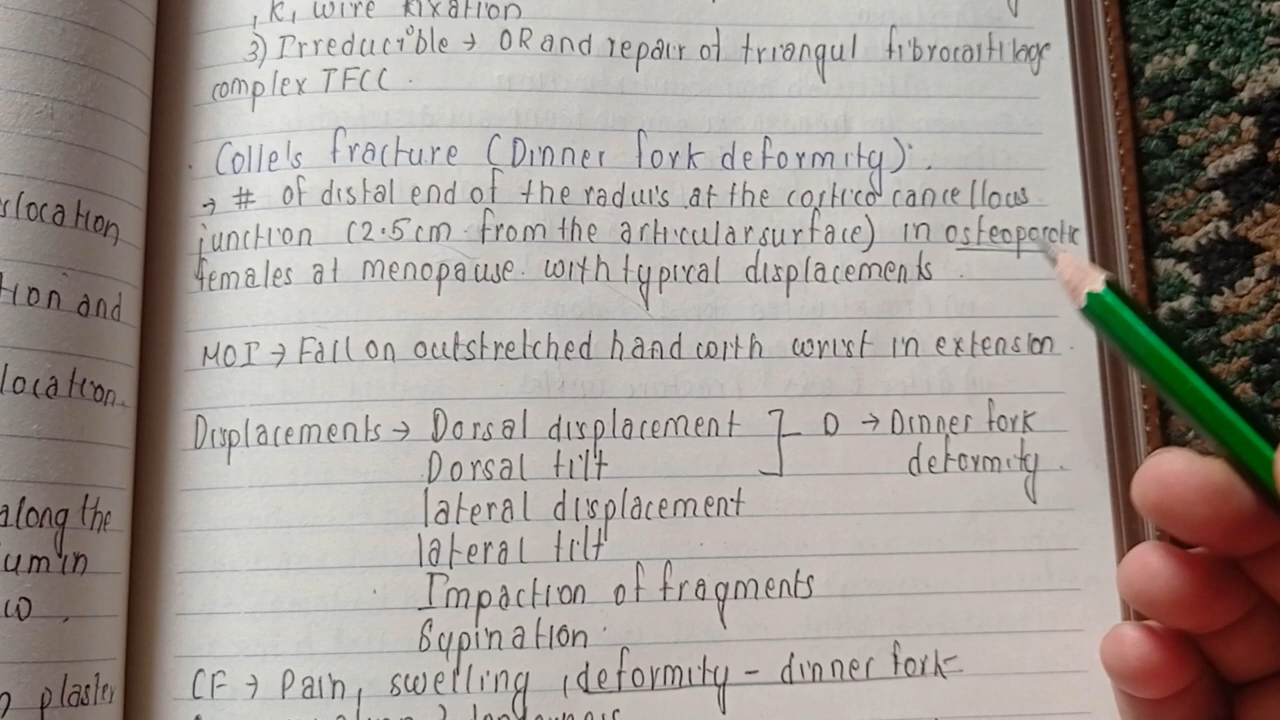 , K, wire fixation
3) Irreducible → OR and repair of triangul fibrocartilage
complex TFCC.
Colle's fracture (Dinner fork deformity).
→ # of distal end of the radius at the cortico cancellous
junction (2.5cm from the articular surface) in osteoporotic
females at menopause. with typical displacements.
MOI → Fall on outstretched hand with wrist in extension.
Displacements → Dorsal displacement ] D → Dinner fork
Dorsal tilt deformity.
lateral displacement
lateral tilt
Impaction of fragments
Supination.
CF → Pain, swelling, deformity - dinner fork
location
tion and
location.
along the
um in
plaster